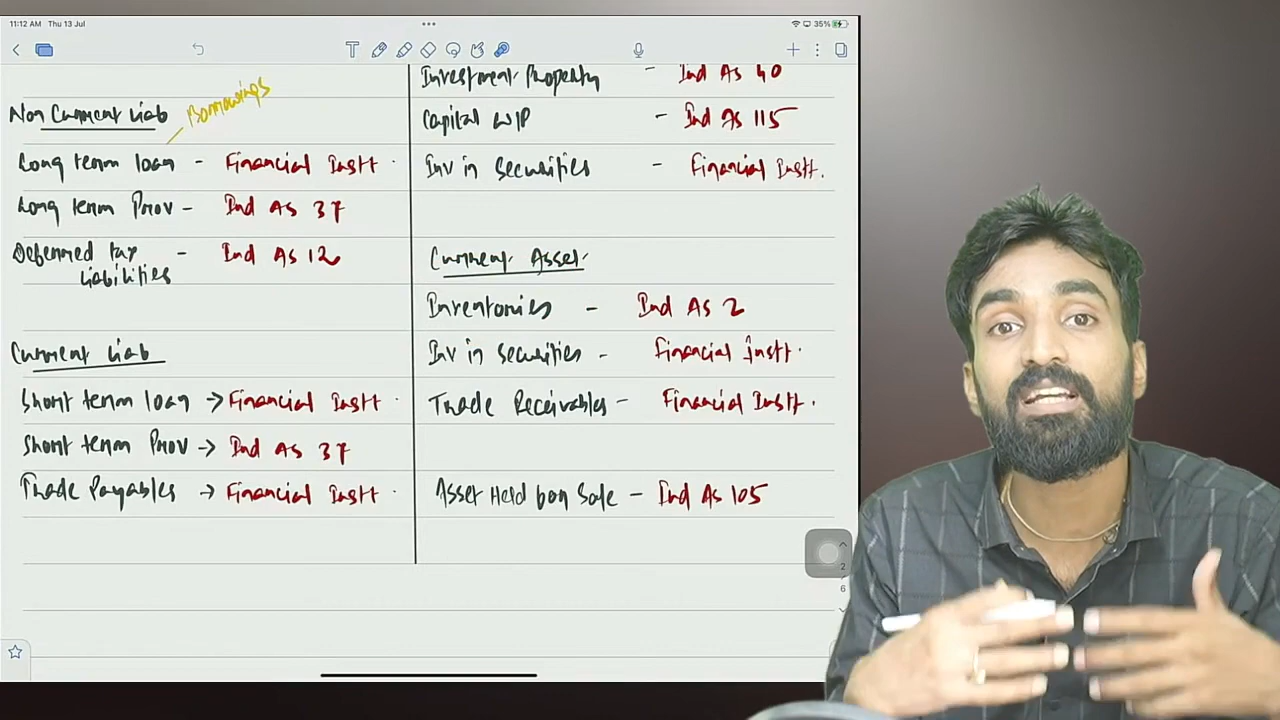 11:12 AM Thu 13 Jul
35%
Non Current Liab
Borrowings
Long term loan - Financial Instt.
Long term Prov - Ind AS 37
Deferred tax - Ind AS 12
Liabilities
Current Liab
Short term loan → Financial Instt.
Short term Prov → Ind AS 37
Trade Payables → Financial Instt.
Investment Property - Ind AS 40
Capital WIP - Ind AS 115
Inv in Securities - Financial Instt.
Current Asset
Inventories - Ind AS 2
Inv in Securities - Financial Instt.
Trade Receivables - Financial Instt.
Asset Held for Sale - Ind AS 105
2
6